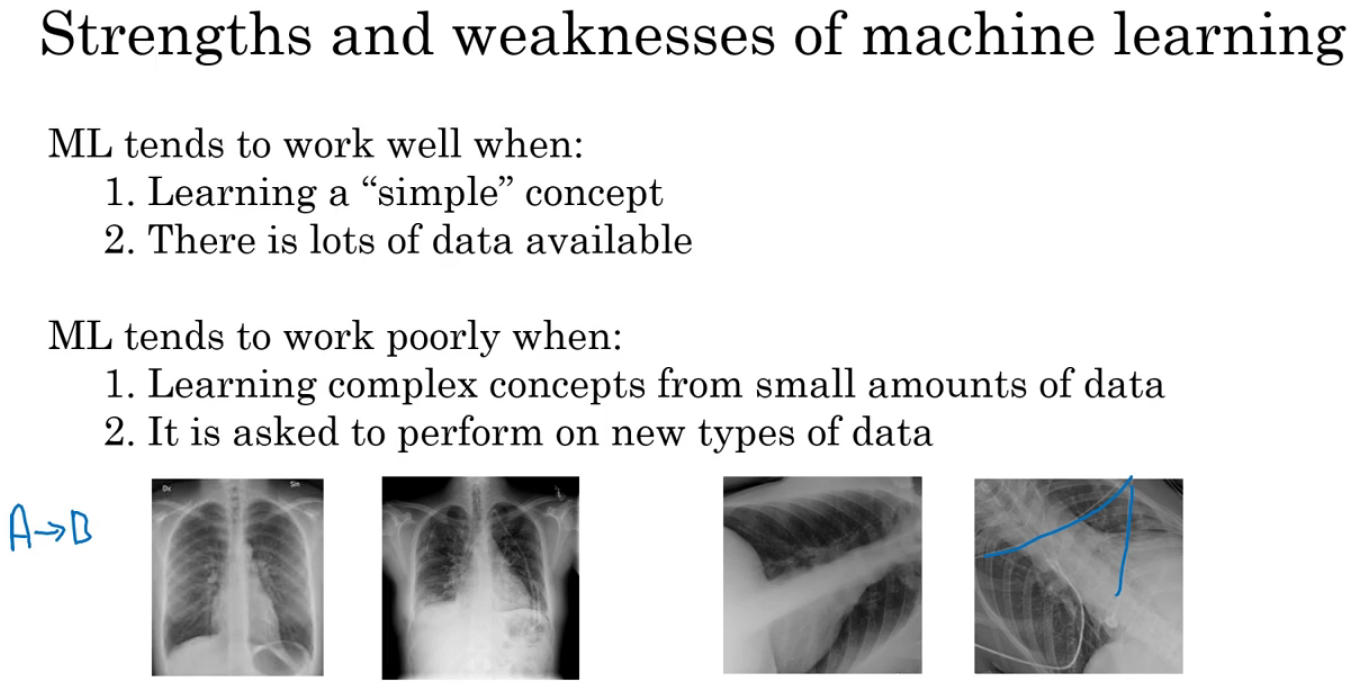 Strengths and weaknesses of machine learning
ML tends to work well when:
1. Learning a “simple” concept
2. There is lots of data available
ML tends to work poorly when:
1. Learning complex concepts from small amounts of data
2. It is asked to perform on new types of data
A→B
Dx
Sin